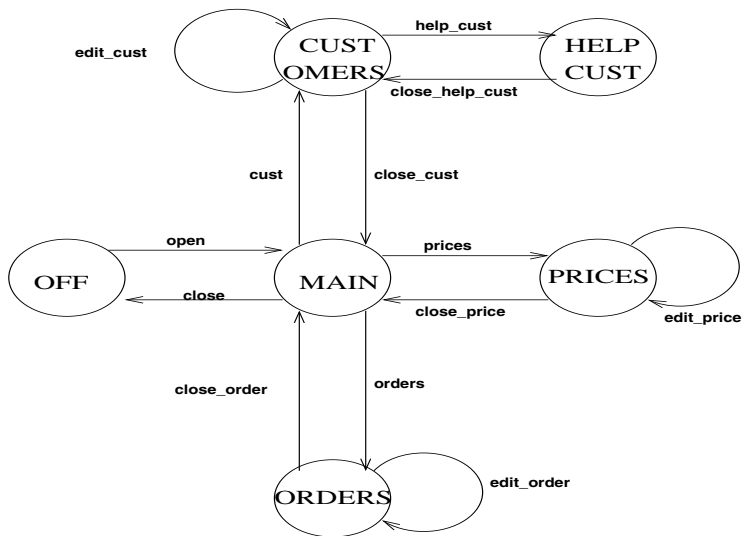 edit_cust
CUST
OMERS
help_cust
HELP
CUST
close_help_cust
cust
close_cust
open
prices
OFF
MAIN
PRICES
close
close_price
edit_price
close_order
orders
ORDERS
edit_order